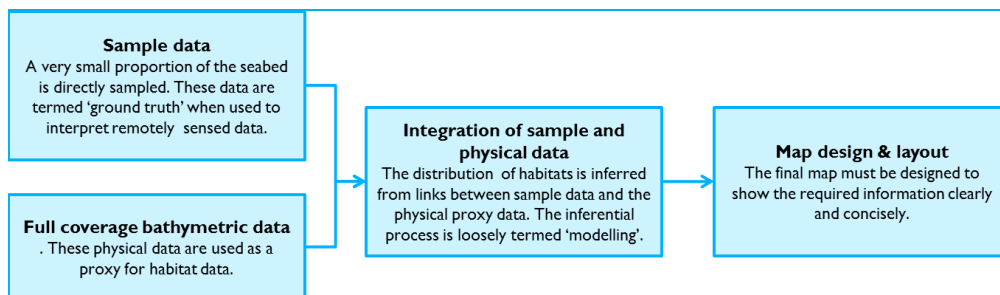 Sample data
A very small proportion of the seabed
is directly sampled. These data are
termed ‘ground truth’ when used to
interpret remotely sensed data.
Full coverage bathymetric data
. These physical data are used as a
proxy for habitat data.
Integration of sample and
physical data
The distribution of habitats is inferred
from links between sample data and the
physical proxy data. The inferential
process is loosely termed ‘modelling’.
Map design & layout
The final map must be designed to
show the required information clearly
and concisely.